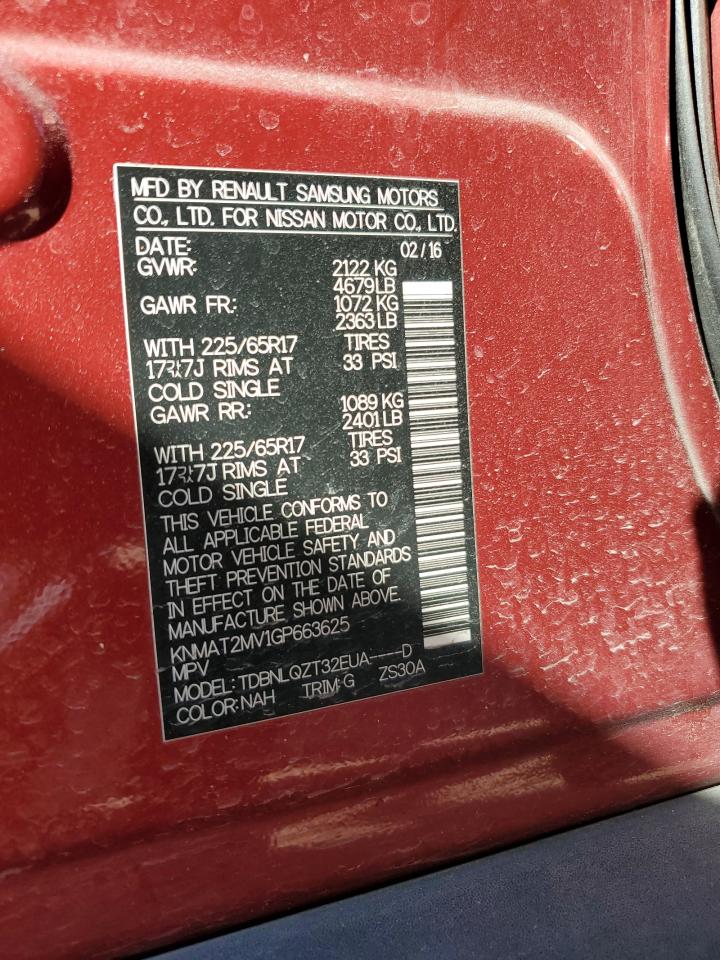 MFD BY RENAULT SAMSUNG MOTORS
CO., LTD. FOR NISSAN MOTOR CO., LTD.
DATE: 02/16
GVWR: 2122 KG
4679LB
GAWR FR: 1072 KG
2363 LB
WITH 225/65R17 TIRES
17X7J RIMS AT 33 PSI
COLD SINGLE
GAWR RR: 1089 KG
2401 LB
WITH 225/65R17 TIRES
17X7J RIMS AT 33 PSI
COLD SINGLE
THIS VEHICLE CONFORMS TO
ALL APPLICABLE FEDERAL
MOTOR VEHICLE SAFETY AND
THEFT PREVENTION STANDARDS
IN EFFECT ON THE DATE OF
MANUFACTURE SHOWN ABOVE.
KNMAT2MV1GP663625
MPV
MODEL: TDBNLQZT32EUA----D
COLOR: NAH TRIM: G ZS30A